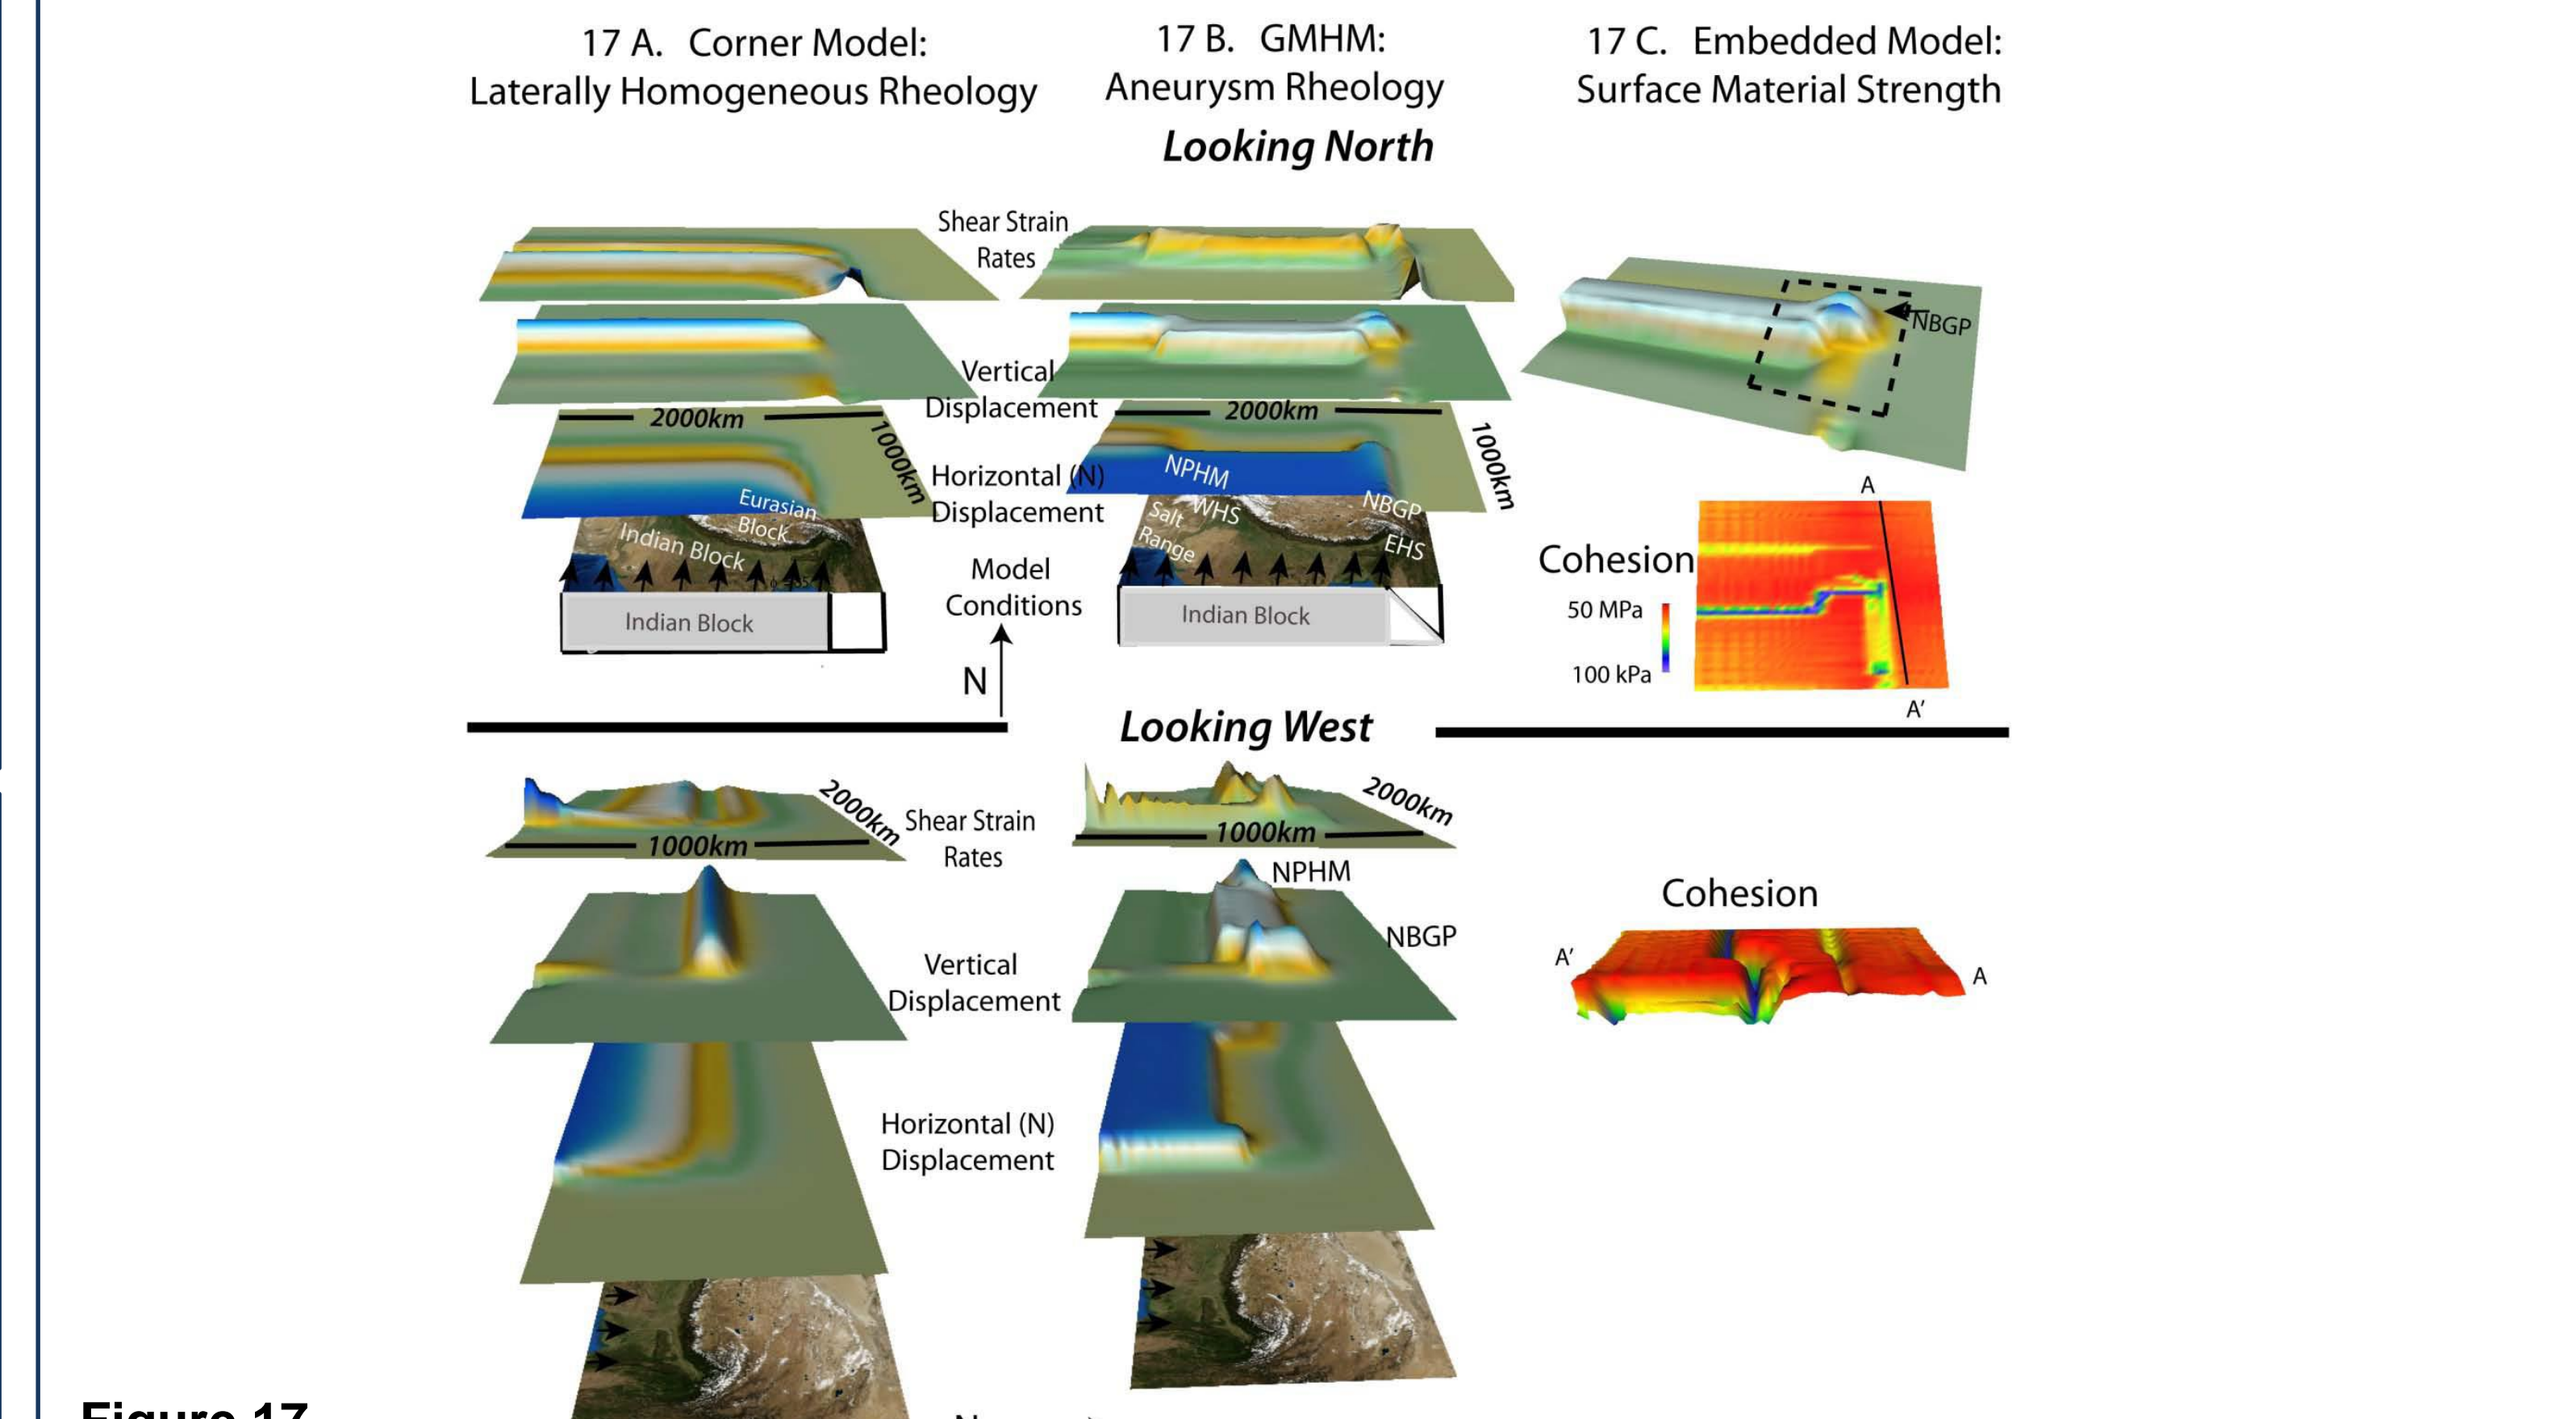 17 A. Corner Model:
Laterally Homogeneous Rheology
17 B. GMHM:
Aneurysm Rheology
17 C. Embedded Model:
Surface Material Strength
Looking North
Shear Strain
Rates
Vertical
Displacement
2000km
1000km
2000km
1000km
Horizontal (N)
Displacement
Eurasian
Block
Indian Block
NPHM
NBGP
WHS
Salt
Range
EHS
Model
Conditions
Indian Block
Indian Block
N
NBGP
A
Cohesion
50 MPa
100 kPa
A'
Looking West
2000km
1000km
Shear Strain
Rates
2000km
1000km
NPHM
NBGP
Vertical
Displacement
Horizontal (N)
Displacement
Cohesion
A'
A
Figure 17